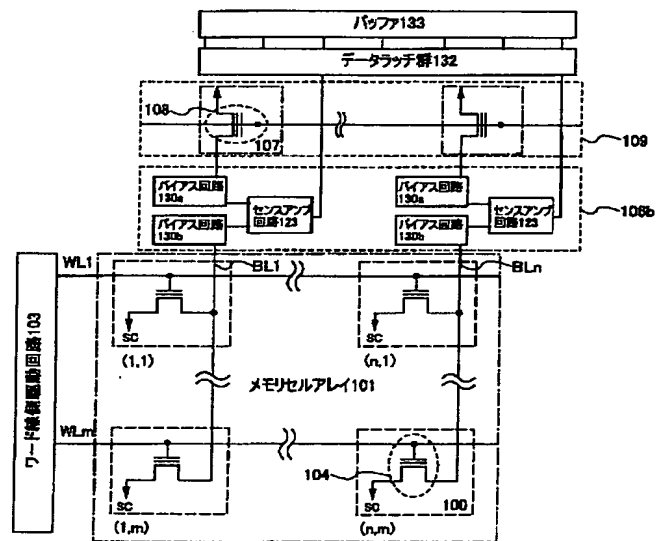 バッファ133
データラッチ群132
108
107
109
バイアス回路
130a
バイアス回路
130b
センスアンプ
回路123
バイアス回路
130a
バイアス回路
130b
センスアンプ
回路123
106b
ワード線側駆動回路103
WL1
BL1
BLn
SC
(1,1)
SC
(n,1)
メモリセルアレイ101
WLm
SC
(1,m)
104
SC
100
(n,m)